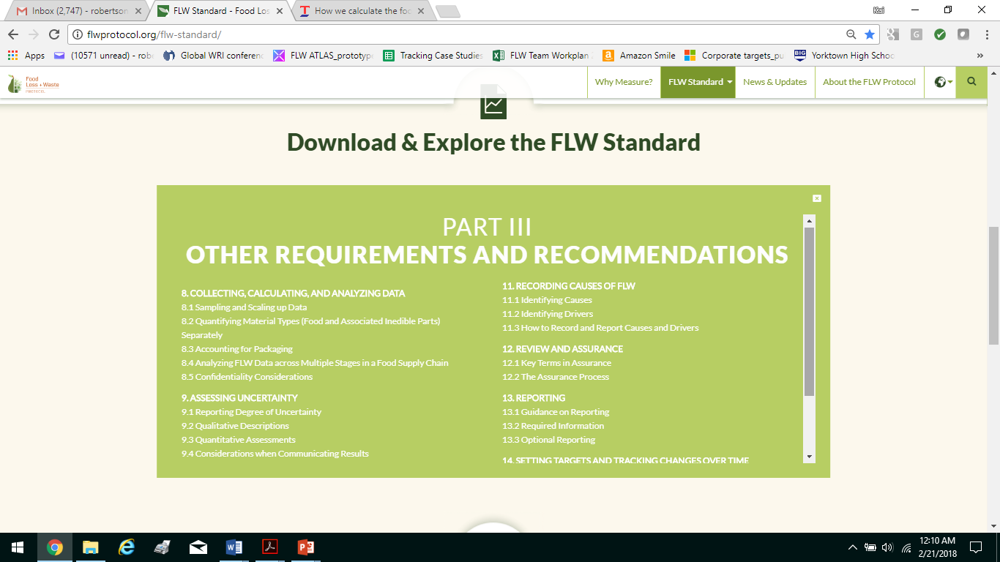 Inbox (2,747) - robertson
FLW Standard - Food Los
How we calculate the foo
Kai
flwprotocol.org/flw-standard/
Apps
(10571 unread) - robe
Global WRI conferenc
FLW ATLAS_prototype
Tracking Case Studies
FLW Team Workplan
Amazon Smile
Corporate targets_pu
BIG
Yorktown High Schoo
»
Food
Loss + Waste
PROTOCOL
Why Measure?
FLW Standard
News & Updates
About the FLW Protocol
Download & Explore the FLW Standard
PART III
OTHER REQUIREMENTS AND RECOMMENDATIONS
8. COLLECTING, CALCULATING, AND ANALYZING DATA
8.1 Sampling and Scaling up Data
8.2 Quantifying Material Types (Food and Associated Inedible Parts)
Separately
8.3 Accounting for Packaging
8.4 Analyzing FLW Data across Multiple Stages in a Food Supply Chain
8.5 Confidentiality Considerations
9. ASSESSING UNCERTAINTY
9.1 Reporting Degree of Uncertainty
9.2 Qualitative Descriptions
9.3 Quantitative Assessments
9.4 Considerations when Communicating Results
11. RECORDING CAUSES OF FLW
11.1 Identifying Causes
11.2 Identifying Drivers
11.3 How to Record and Report Causes and Drivers
12. REVIEW AND ASSURANCE
12.1 Key Terms in Assurance
12.2 The Assurance Process
13. REPORTING
13.1 Guidance on Reporting
13.2 Required Information
13.3 Optional Reporting
14. SETTING TARGETS AND TRACKING CHANGES OVER TIME
12:10 AM
2/21/2018